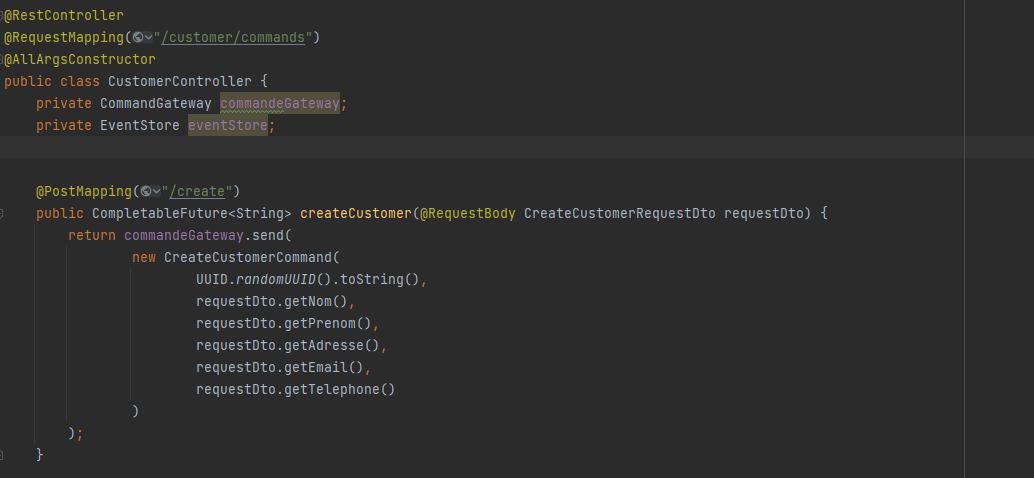 @RestController
@RequestMapping("/customer/commands")
@AllArgsConstructor
public class CustomerController {
    private CommandGateway commandeGateway;
    private EventStore eventStore;

    @PostMapping("/create")
    public CompletableFuture<String> createCustomer(@RequestBody CreateCustomerRequestDto requestDto) {
        return commandeGateway.send(
                new CreateCustomerCommand(
                        UUID.randomUUID().toString(),
                        requestDto.getNom(),
                        requestDto.getPrenom(),
                        requestDto.getAdresse(),
                        requestDto.getEmail(),
                        requestDto.getTelephone()
                )
        );
    }